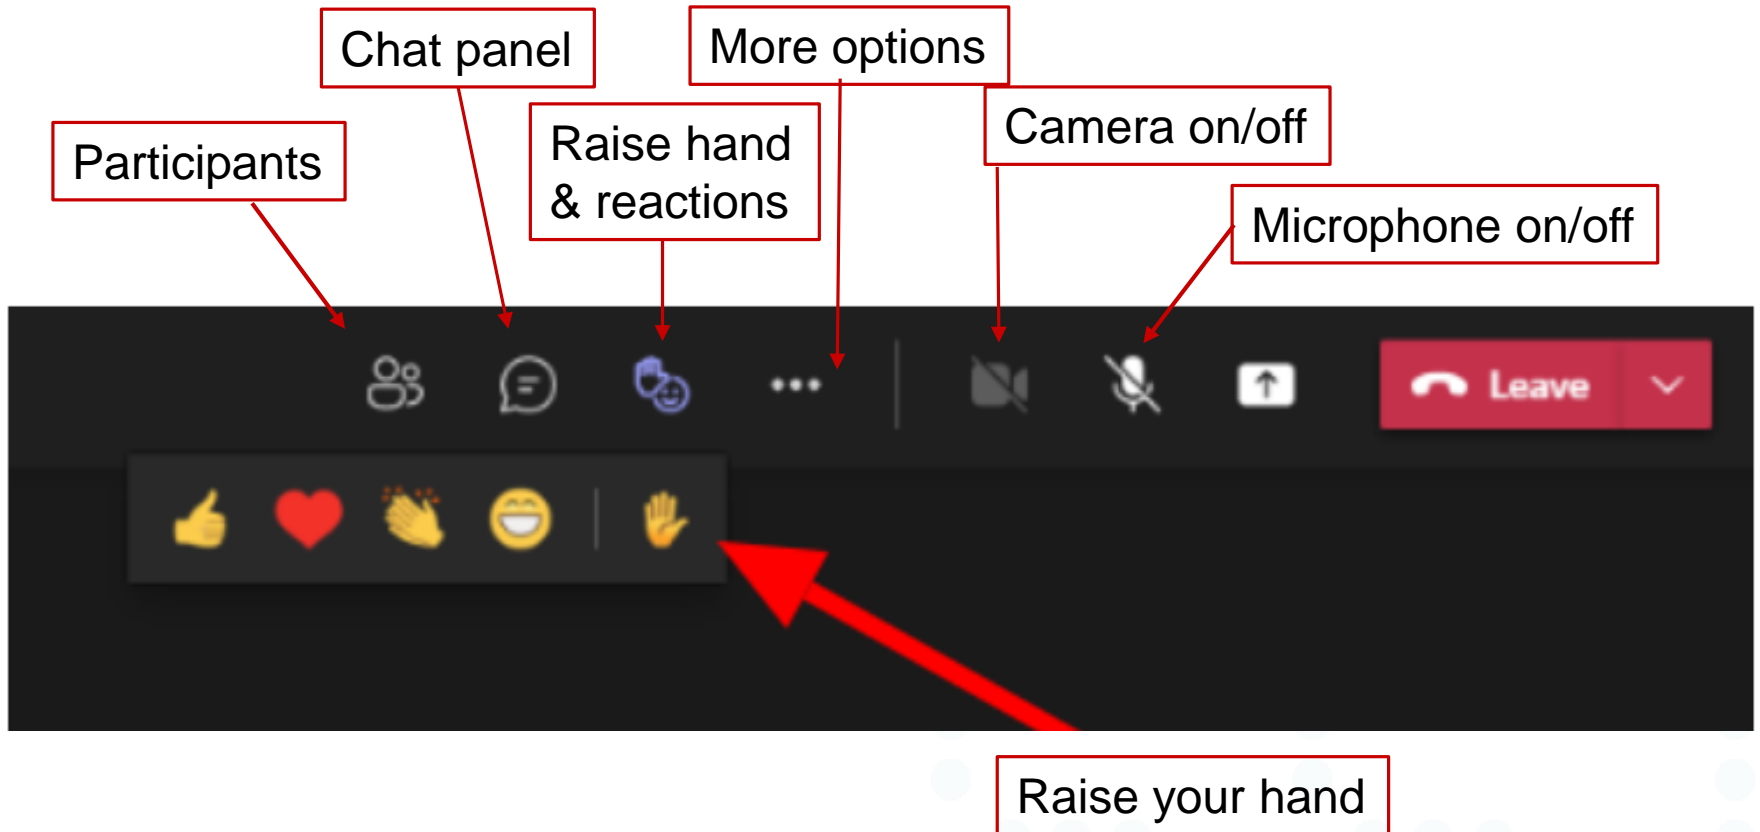 Chat panel
More options
Camera on/off
Participants
Raise hand
& reactions
Microphone on/off
Leave
Raise your hand